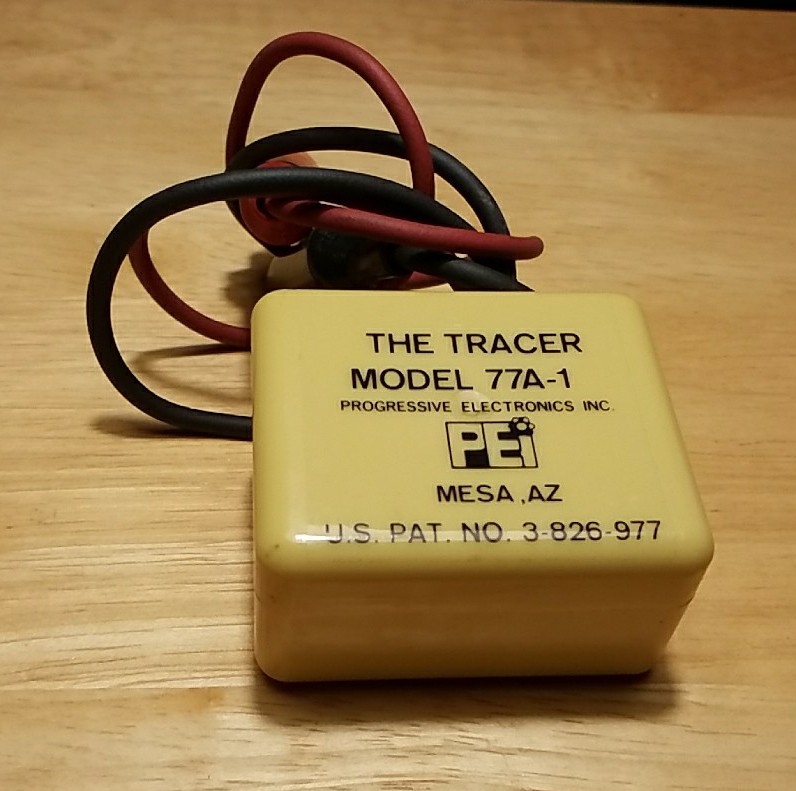 THE TRACER
MODEL 77A-1
PROGRESSIVE ELECTRONICS INC.
PEi
MESA ,AZ
U.S. PAT. NO. 3-826-977